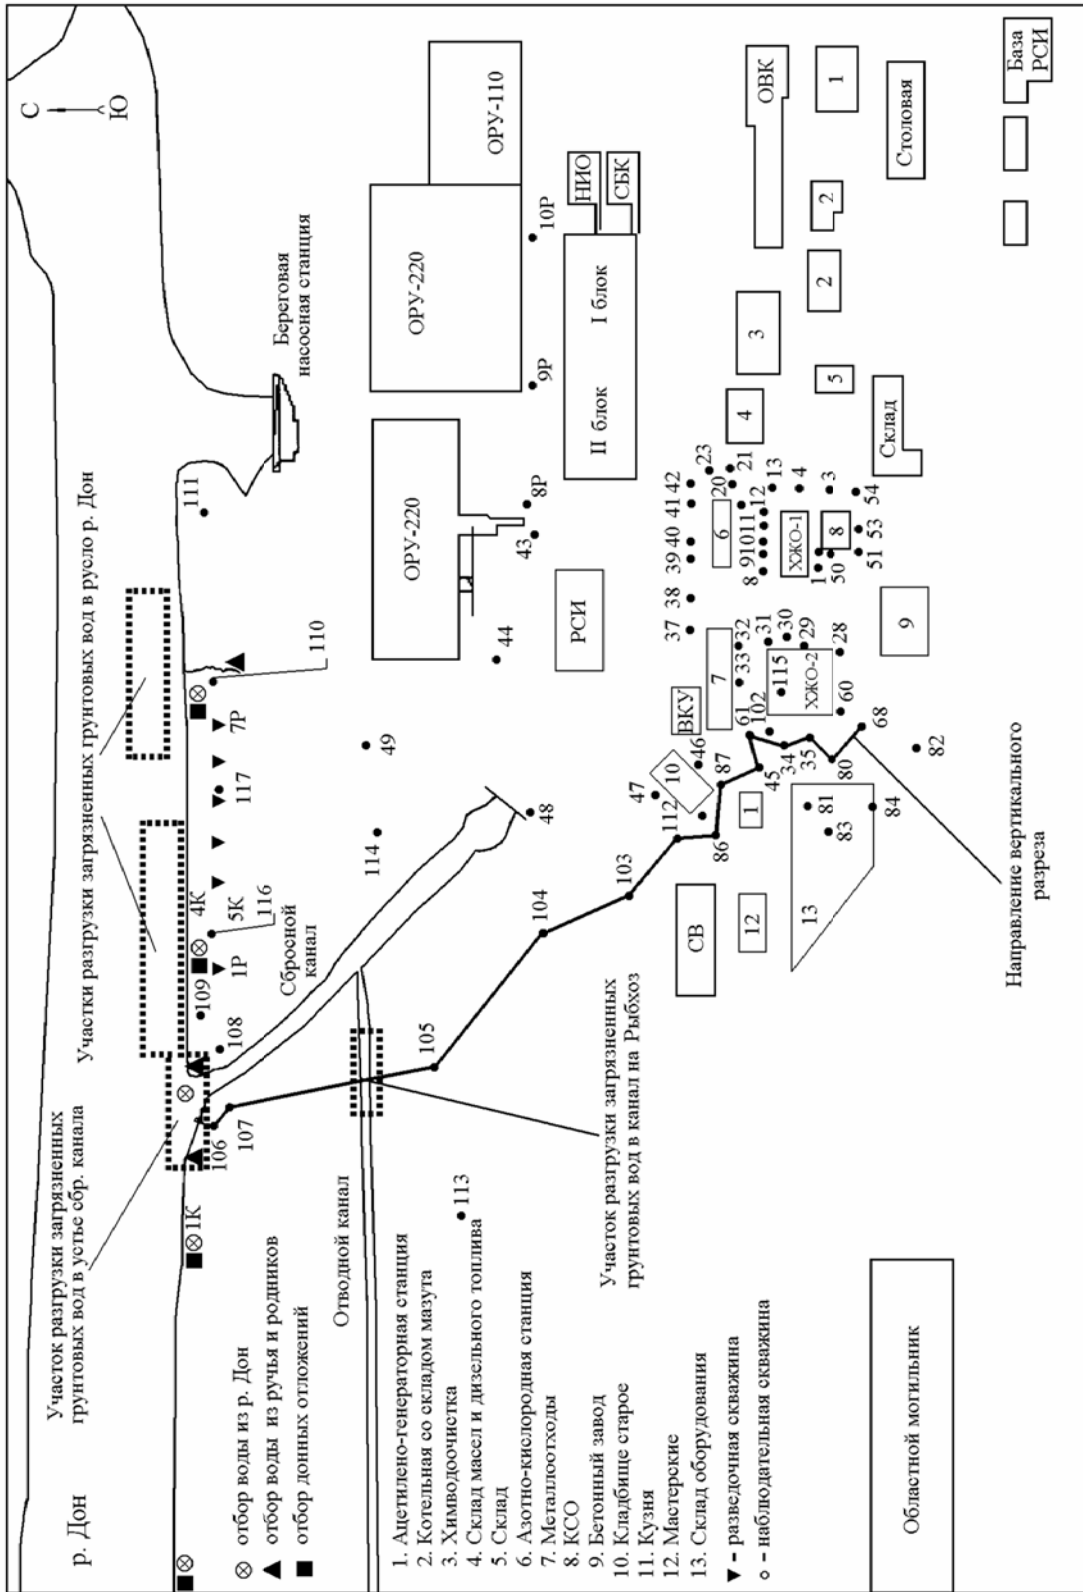 С
Ю
р. Дон
Участок разгрузки загрязненных
грунтовых вод в устье сбр. канала
Участки разгрузки загрязненных грунтовых вод в русло р. Дон
Береговая
насосная станция
1К
106
107
108
109
1Р
116
4К
5К
117
7Р
110
111
Сбросной
канал
Отводной канал
113
105
114
49
48
44
43
8Р
9Р
10Р
ОРУ-220
ОРУ-220
ОРУ-110
104
103
РСИ
II блок
I блок
НИО
СБК
Участок разгрузки загрязненных
грунтовых вод в канал на Рыбхоз
47
112
10
46
ВКУ
37
38
39
40
41
42
23
СВ
86
87
61
7
33
32
6
20
21
4
3
ОВК
12
1
45
102
31
8
9
10
11
12
13
34
115
30
29
ХЖО-2
ХЖО-1
4
2
2
1
13
81
83
84
35
80
60
28
1
50
8
3
5
68
51
53
54
82
9
Склад
Столовая
База
РСИ
Направление вертикального
разреза
Областной могильник
отбор воды из р. Дон
отбор воды из ручья и родников
отбор донных отложений
1. Ацетилено-генераторная станция
2. Котельная со складом мазута
3. Химводоочистка
4. Склад масел и дизельного топлива
5. Склад
6. Азотно-кислородная станция
7. Металлоотходы
8. КСО
9. Бетонный завод
10. Кладбище старое
11. Кузня
12. Мастерские
13. Склад оборудования
– разведочная скважина
– наблюдательная скважина